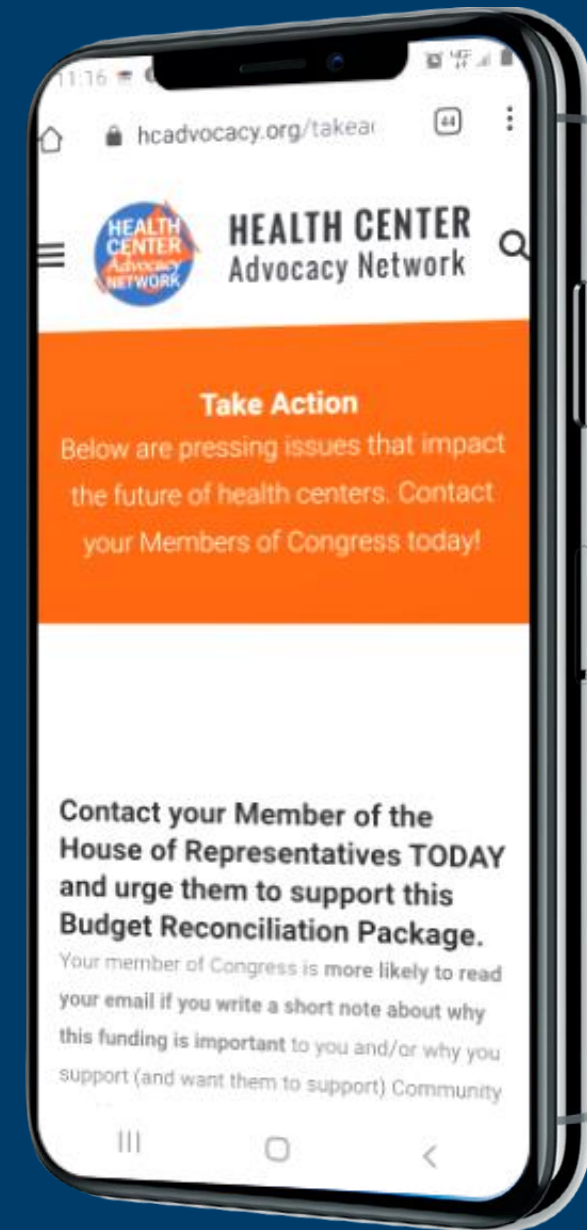 11:16
hcadvocacy.org/takea
44
HEALTH
CENTER
Advocacy
NETWORK
HEALTH CENTER
Advocacy Network
Take Action
Below are pressing issues that impact
the future of health centers. Contact
your Members of Congress today!
Contact your Member of the
House of Representatives TODAY
and urge them to support this
Budget Reconciliation Package.
Your member of Congress is more likely to read
your email if you write a short note about why
this funding is important to you and/or why you
support (and want them to support) Community